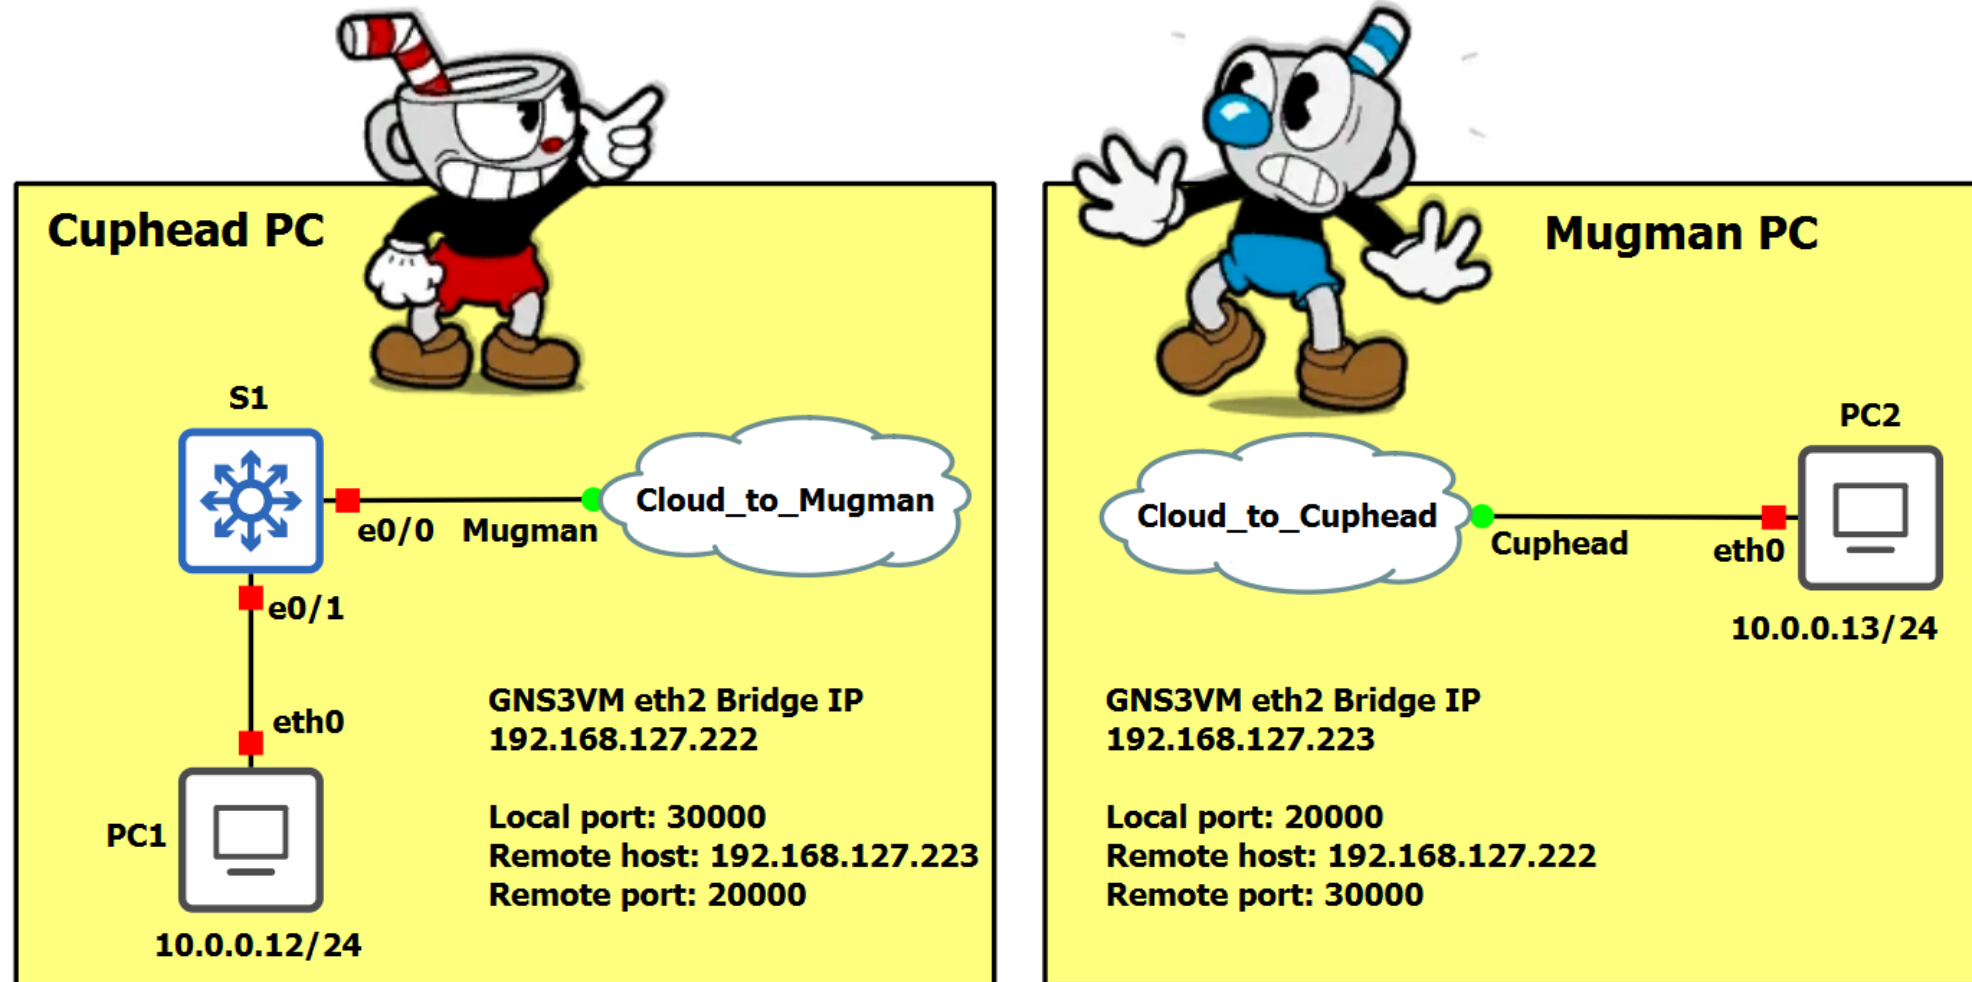 Cuphead PC
S1
e0/0
Mugman
Cloud_to_Mugman
e0/1
eth0
PC1
10.0.0.12/24
GNS3VM eth2 Bridge IP
192.168.127.222
Local port: 30000
Remote host: 192.168.127.223
Remote port: 20000
Mugman PC
PC2
Cloud_to_Cuphead
Cuphead
eth0
10.0.0.13/24
GNS3VM eth2 Bridge IP
192.168.127.223
Local port: 20000
Remote host: 192.168.127.222
Remote port: 30000